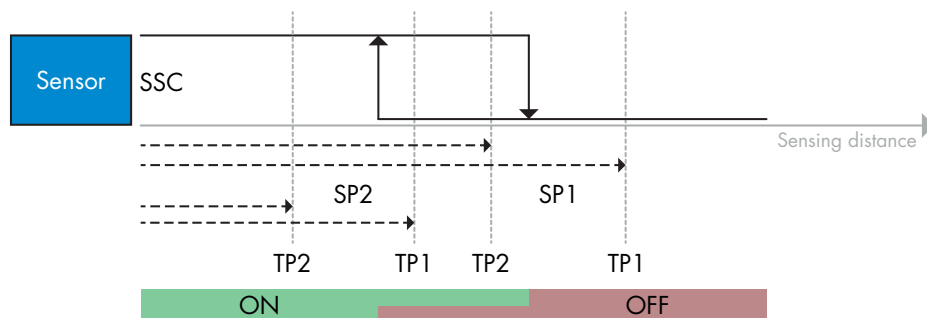 Sensor
SSC
Sensing distance
SP2
SP1
TP2
TP1
TP2
TP1
ON
OFF